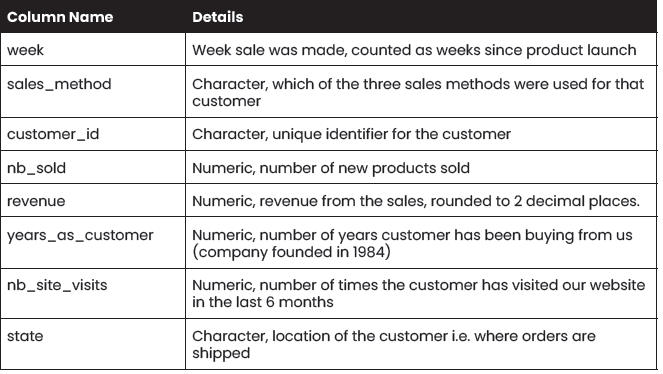 Column Name Details
week Week sale was made, counted as weeks since product launch
sales_method Character, which of the three sales methods were used for that
customer
customer_id Character, unique identifier for the customer
nb_sold Numeric, number of new products sold
revenue Numeric, revenue from the sales, rounded to 2 decimal places.
years_as_customer Numeric, number of years customer has been buying from us
(company founded in 1984)
nb_site_visits Numeric, number of times the customer has visited our website
in the last 6 months
state Character, location of the customer i.e. where orders are
shipped